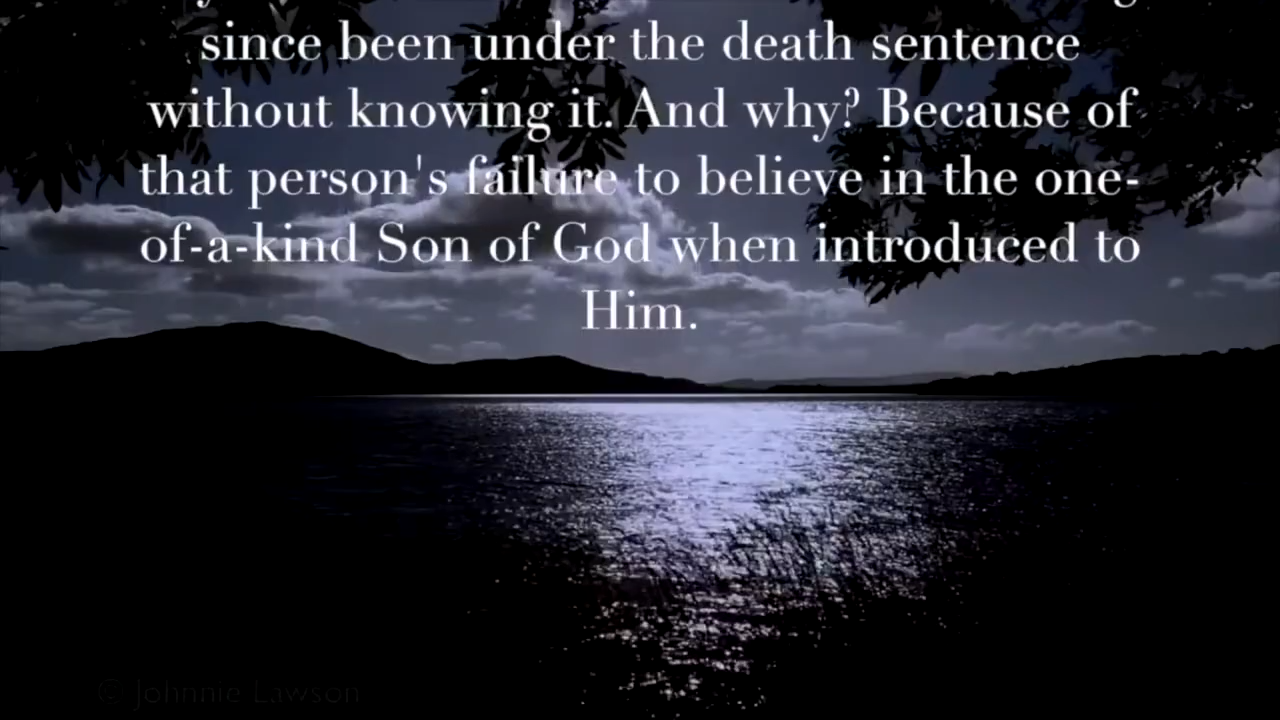 since been under the death sentence
without knowing it. And why? Because of
that person's failure to believe in the one-
of-a-kind Son of God when introduced to
Him.
© Johnnie Lawson